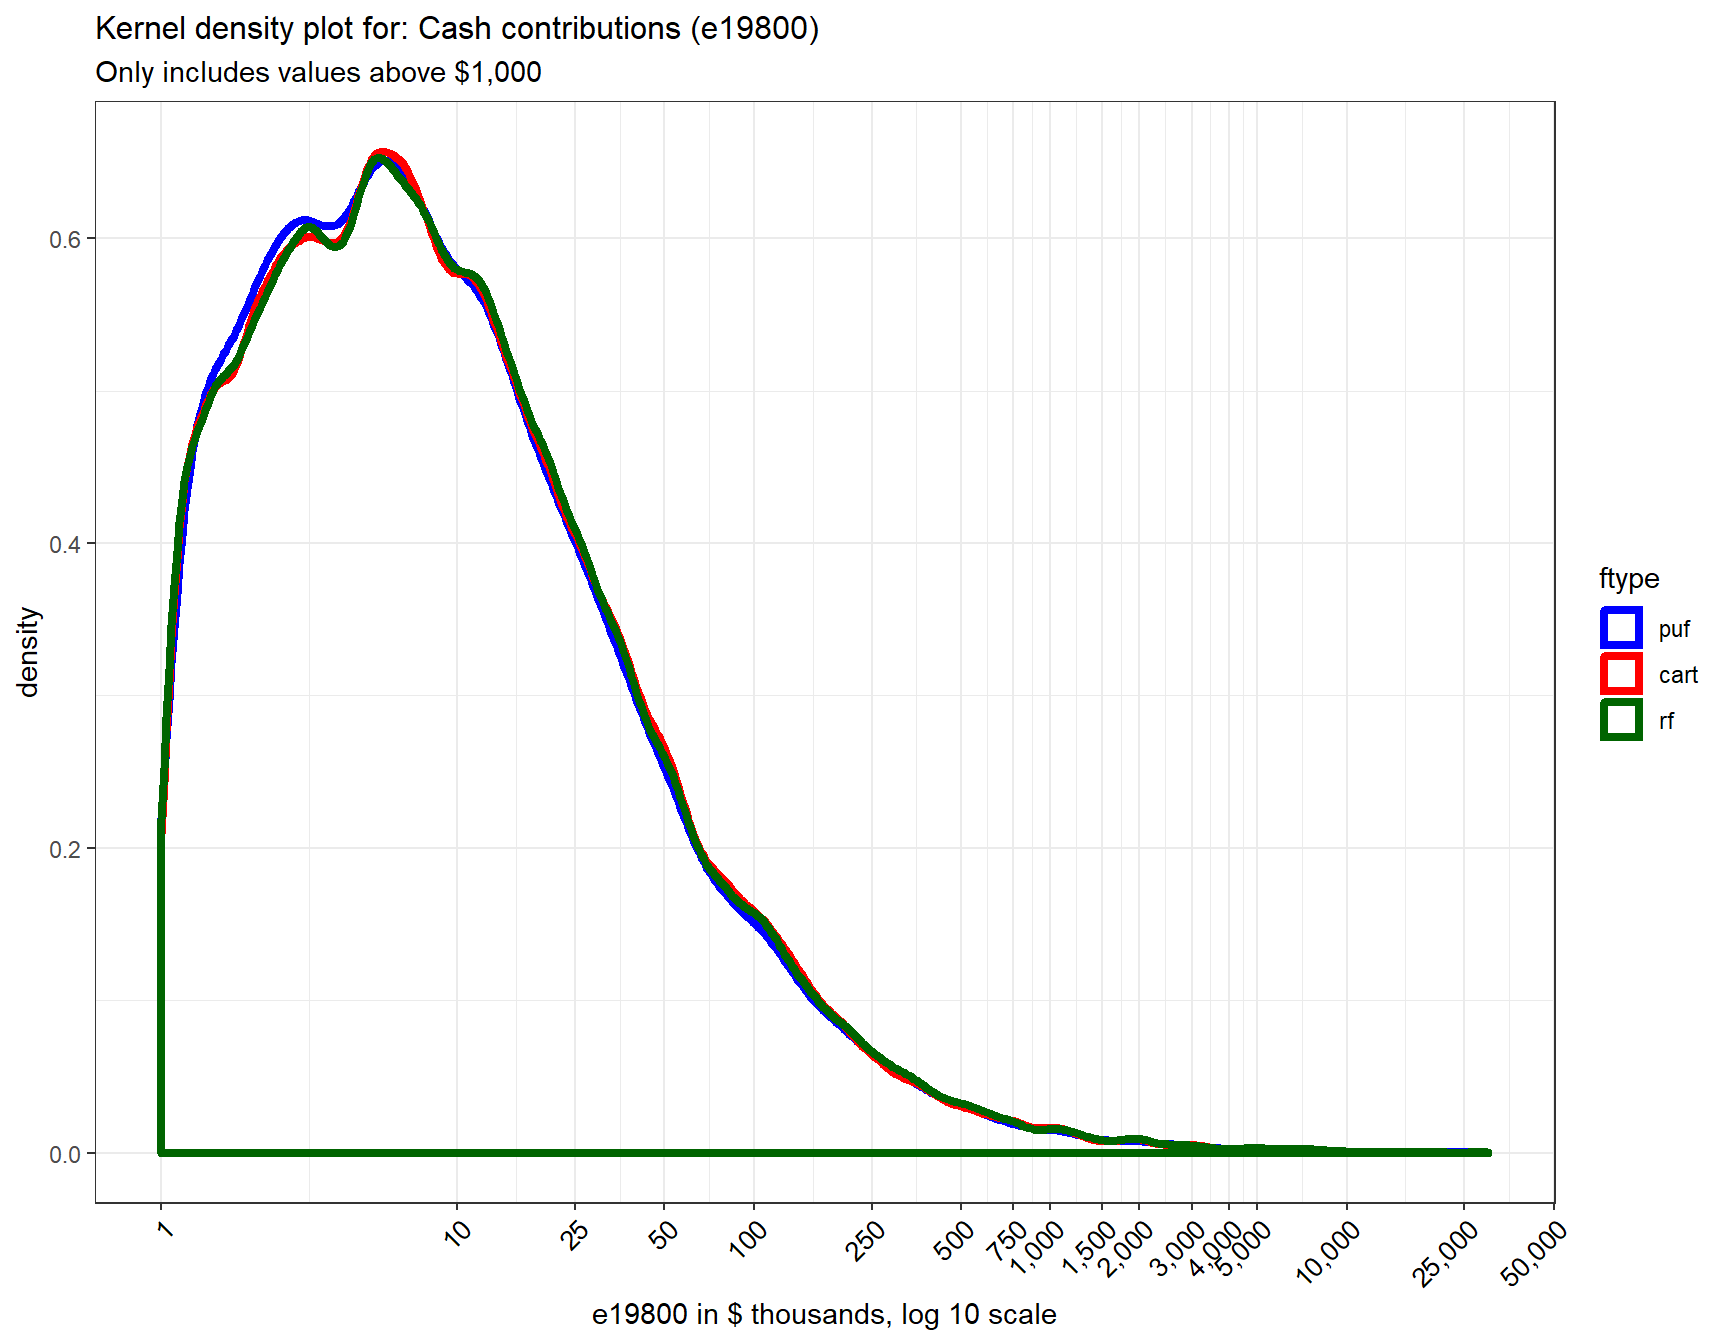 Kernel density plot for: Cash contributions (e19800)
Only includes values above $1,000
density
0.6
0.4
0.2
0.0
1
10
25
50
100
250
500
750
1,000
1,500
2,000
3,000
4,000
5,000
10,000
25,000
50,000
e19800 in $ thousands, log 10 scale
ftype
puf
cart
rf